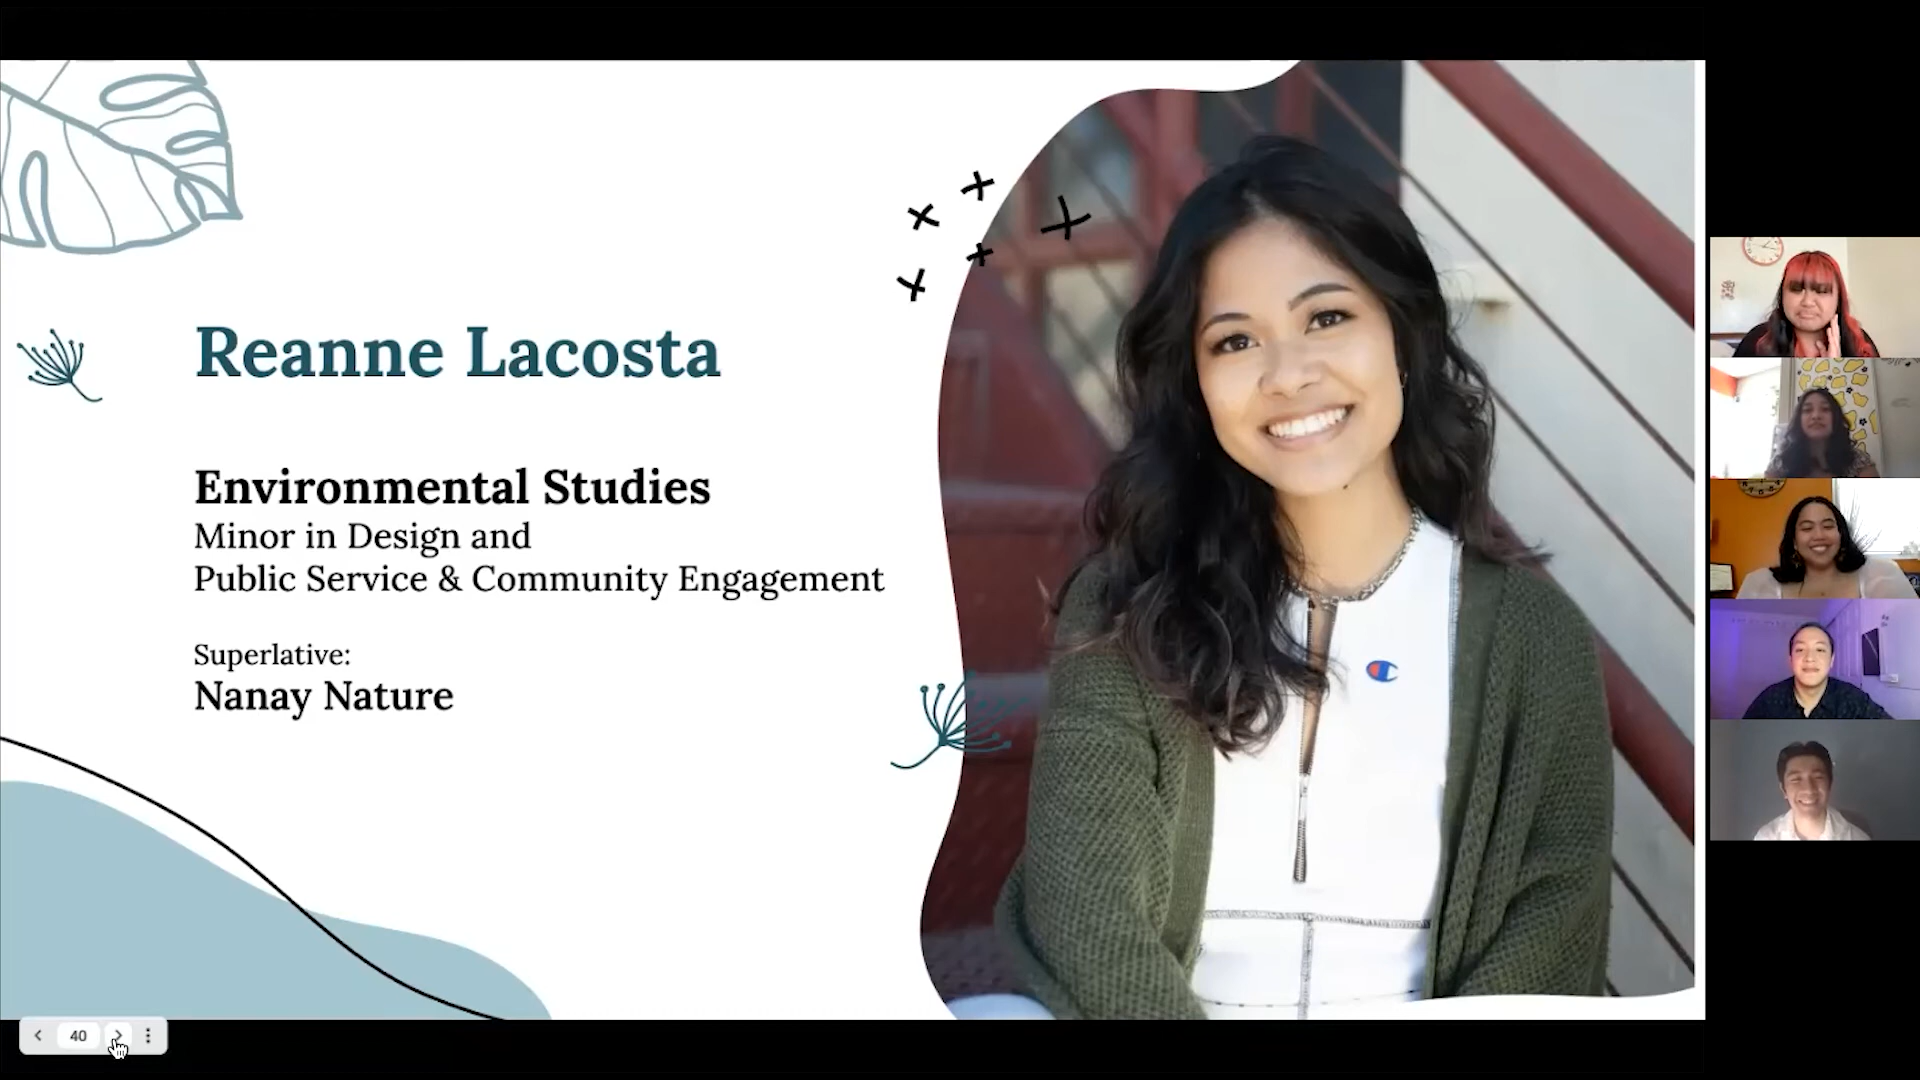 Reanne Lacosta
Environmental Studies
Minor in Design and
Public Service & Community Engagement
Superlative:
Nanay Nature
40